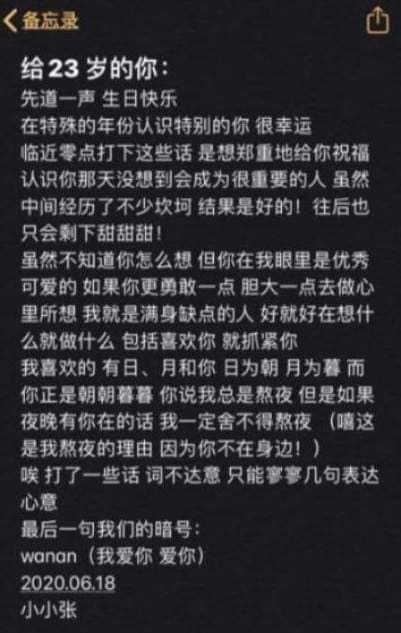 备忘录
给23岁的你：
先道一声 生日快乐
在特殊的年份认识特别的你 很幸运
临近零点打下这些话 是想郑重地给你祝福
认识你那天没想到会成为很重要的人 虽然
中间经历了不少坎坷 结果是好的！往后也
只会剩下甜甜甜！
虽然不知道你怎么想 但你在我眼里是优秀
可爱的 如果你更勇敢一点 胆大一点去做心
里所想 我就是满身缺点的人 好就好在想什
么就做什么 包括喜欢你 就抓紧你
我喜欢的 有日、月和你 日为朝 月为暮 而
你正是朝朝暮暮 你说我总是熬夜 但是如果
夜晚有你在的话 我一定舍不得熬夜 （嘻这
是我熬夜的理由 因为你不在身边！）
唉 打了一些话 词不达意 只能寥寥几句表达
心意
最后一句我们的暗号：
wanan（我爱你 爱你）
2020.06.18
小小张